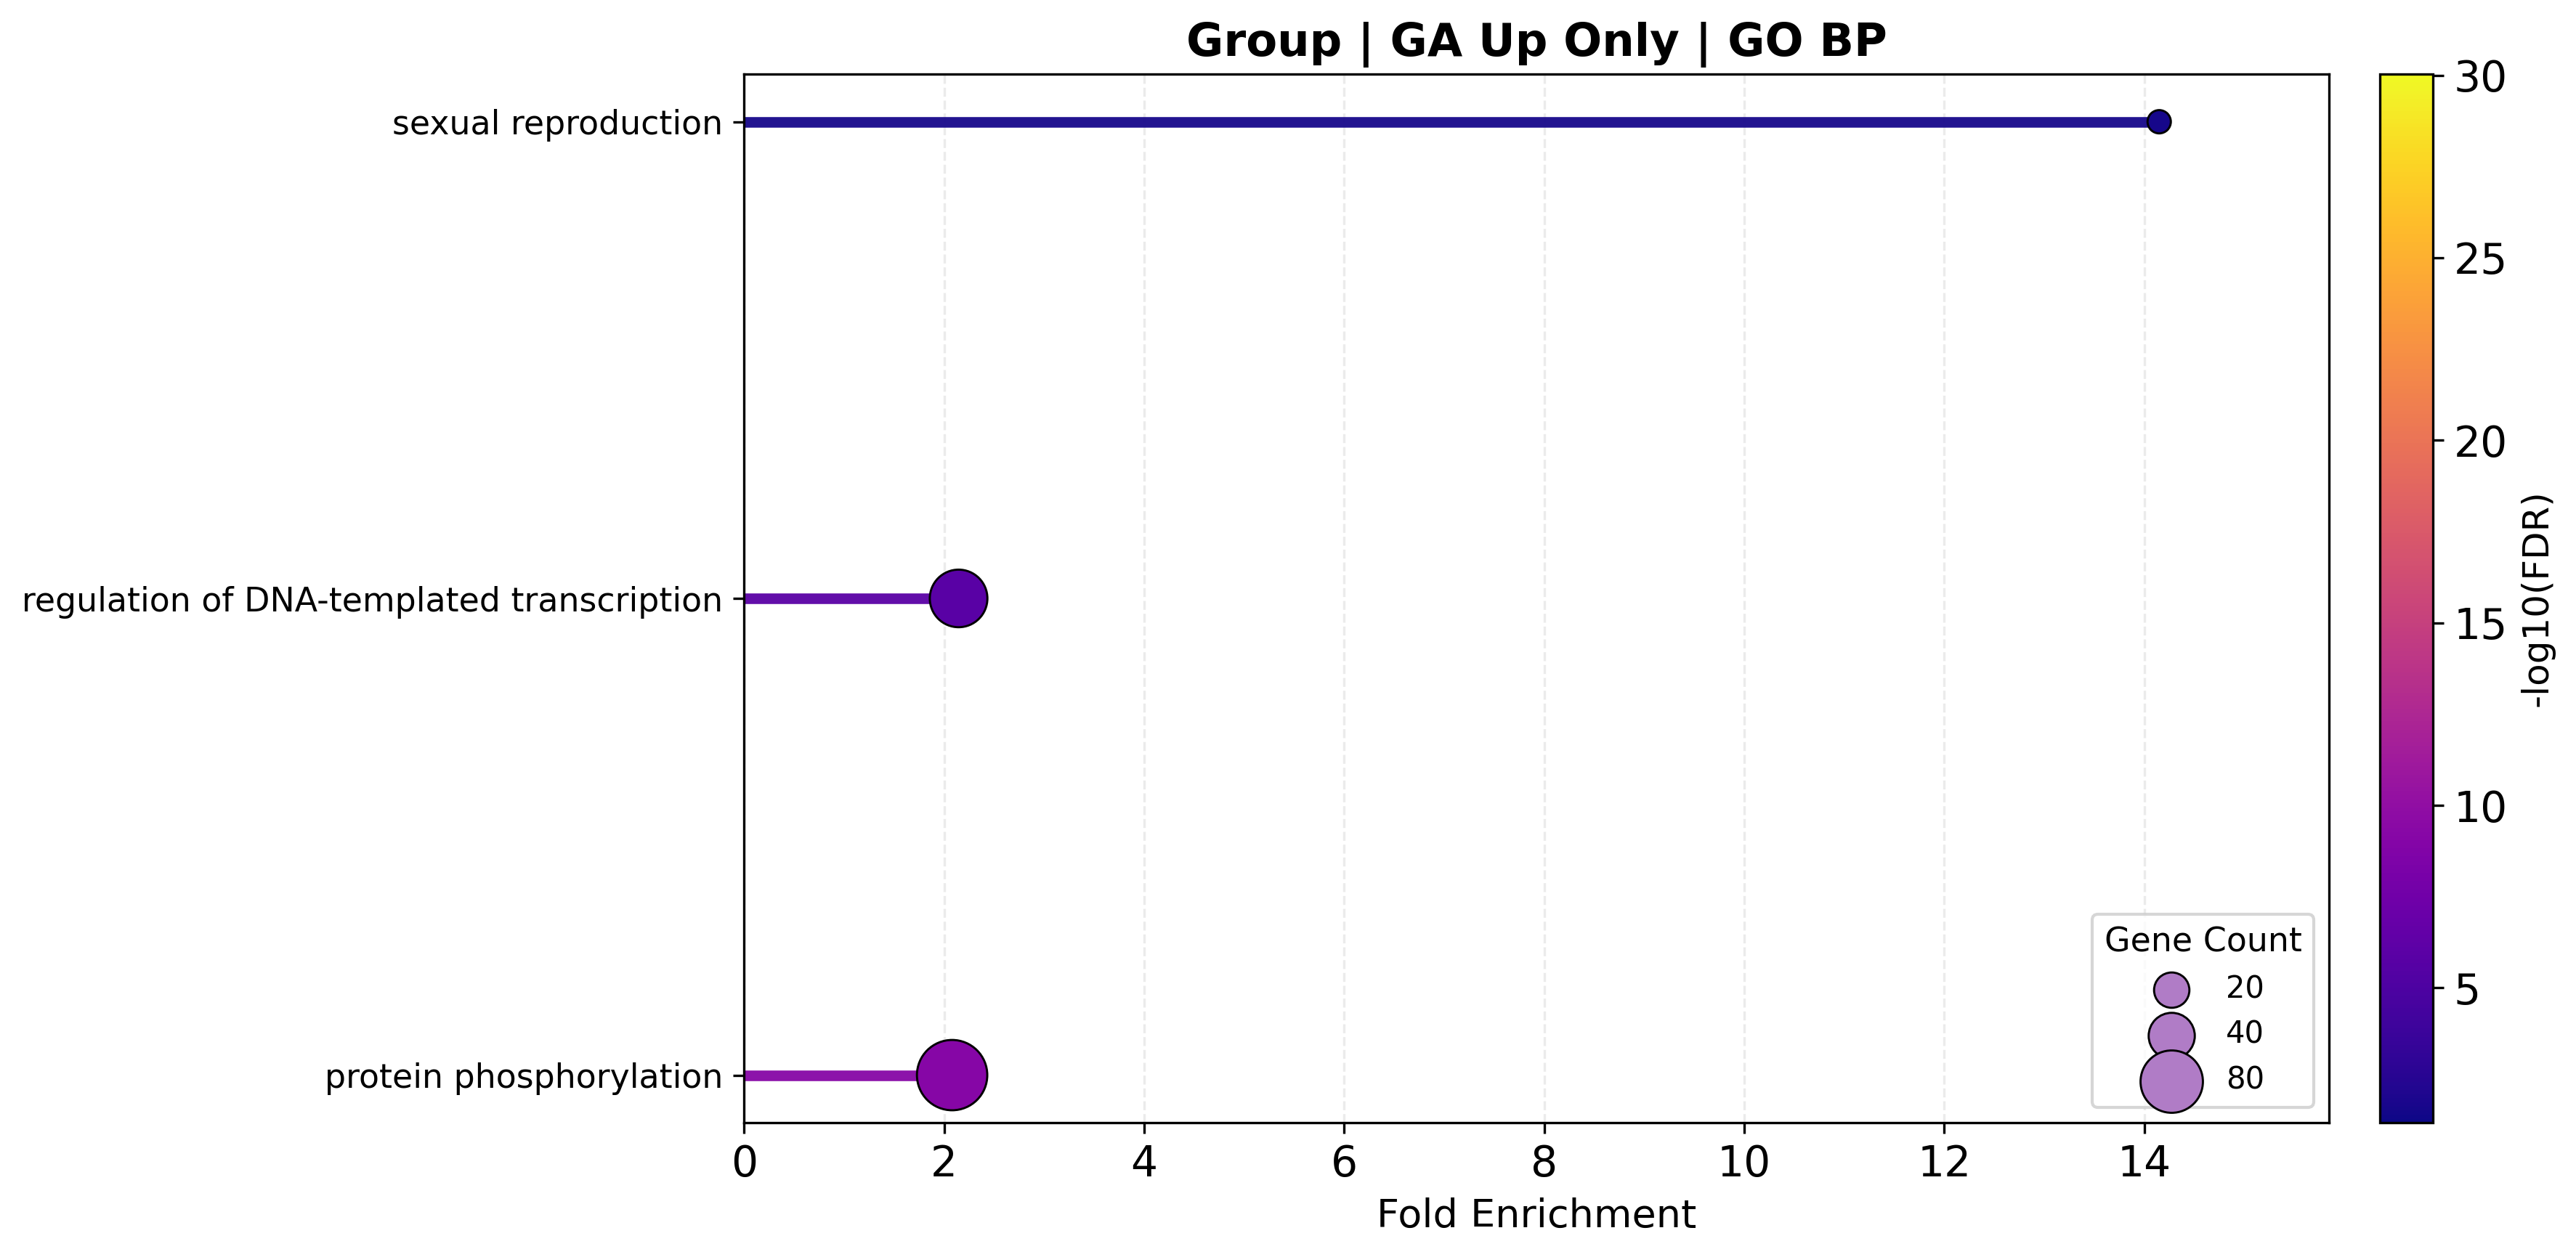 Group | GA Up Only | GO BP
sexual reproduction
regulation of DNA-templated transcription
protein phosphorylation
0 2 4 6 8 10 12 14
Fold Enrichment
Gene Count
20
40
80
30
25
20
15
10
5
-log10(FDR)